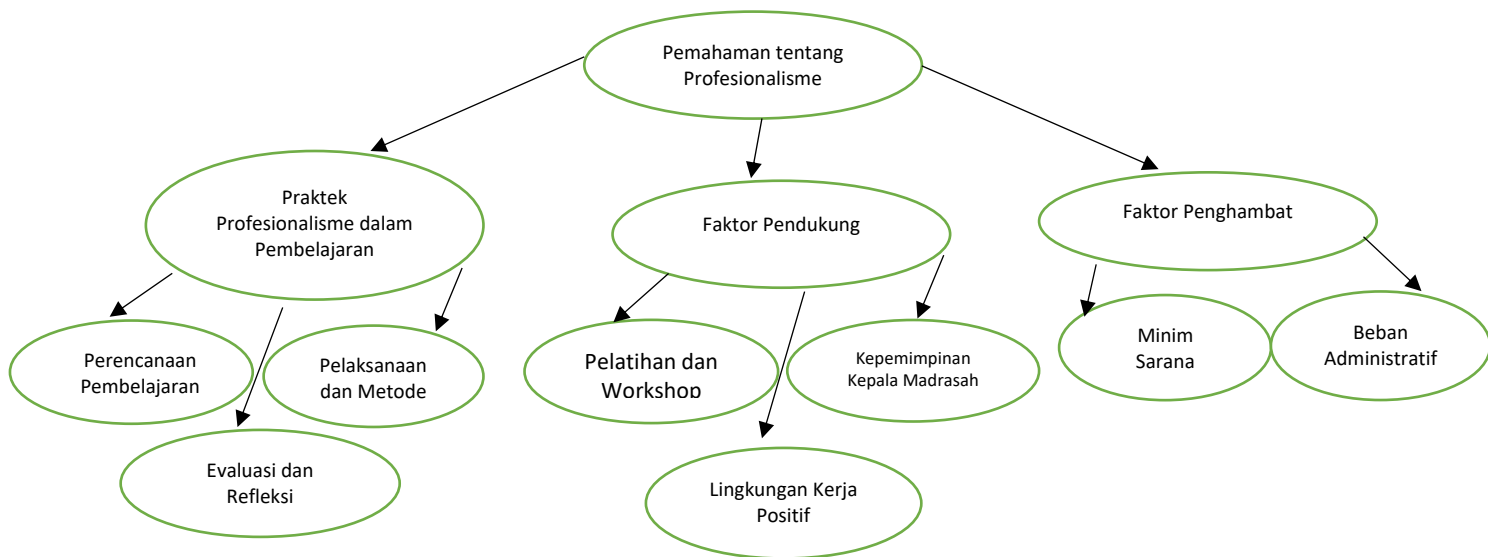 Pemahaman tentang
Profesionalisme
Praktek
Profesionalisme dalam
Pembelajaran
Faktor Pendukung
Faktor Penghambat
Perencanaan
Pembelajaran
Pelaksanaan
dan Metode
Pelatihan dan
Workshop
Kepemimpinan
Kepala Madrasah
Minim
Sarana
Beban
Administratif
Evaluasi dan
Refleksi
Lingkungan Kerja
Positif